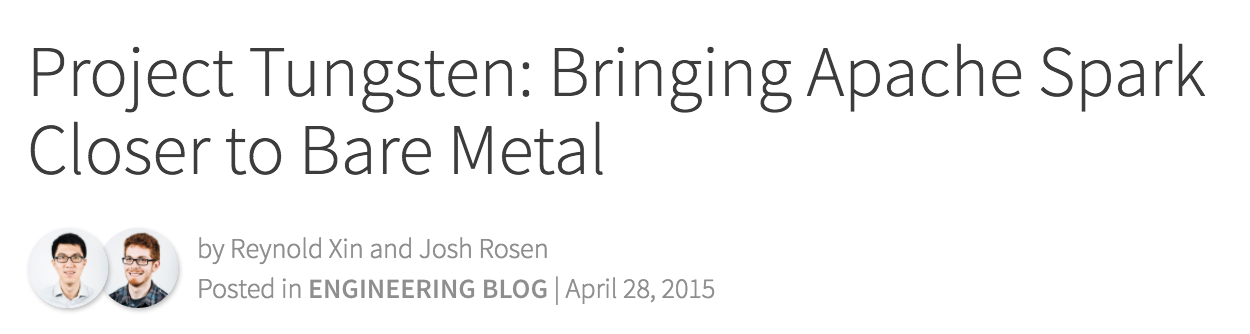 Project Tungsten: Bringing Apache Spark
Closer to Bare Metal
by Reynold Xin and Josh Rosen
Posted in ENGINEERING BLOG | April 28, 2015